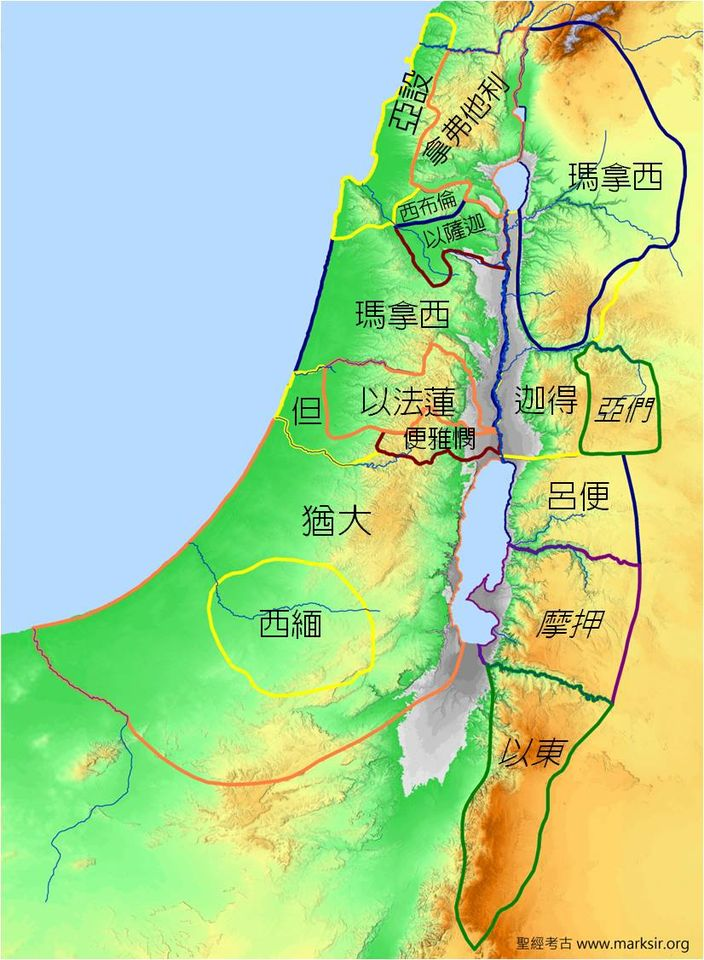 亞設
拿弗他利
瑪拿西
西布倫
以薩迦
瑪拿西
但
以法蓮
迦得
亞們
便雅憫
呂便
猶大
西緬
摩押
以東
聖經考古 www.marksir.org